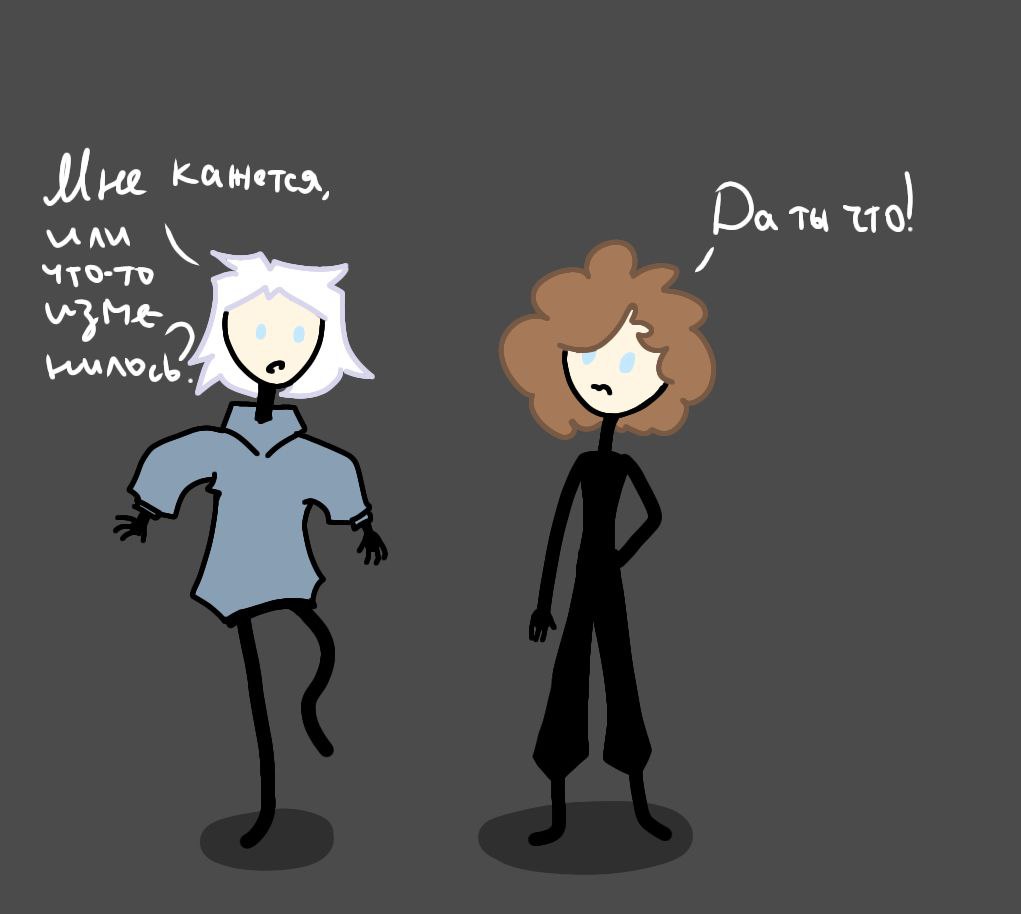 Мне кажется,
или
что-то
изме
нилось?
Да ты что!